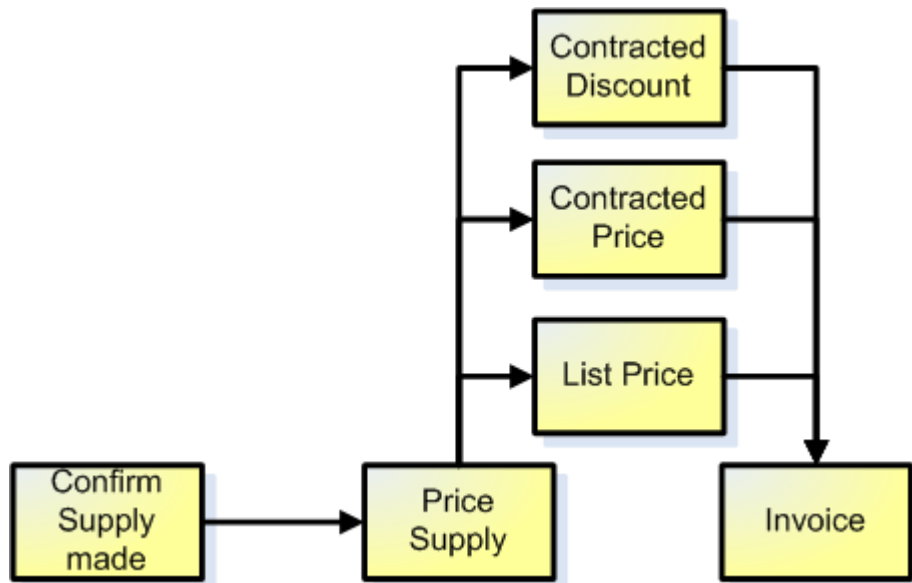 Contracted
Discount
Contracted
Price
List Price
Confirm
Supply
made
Price
Supply
Invoice